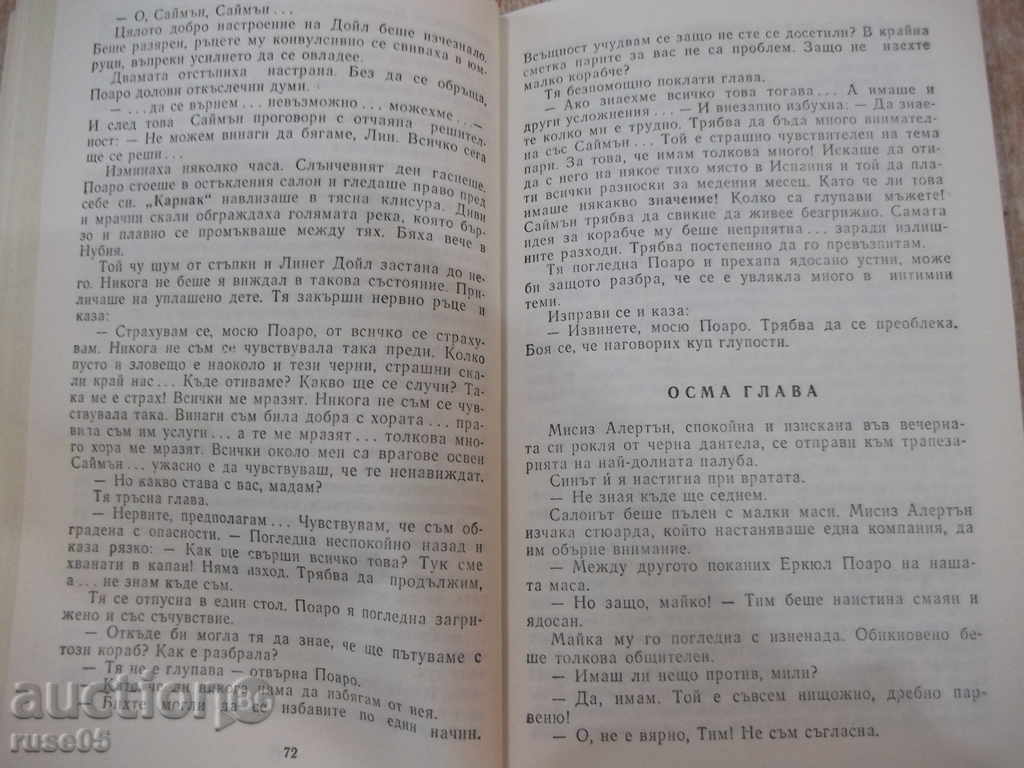 — О, Саймън, Саймън...
Цялото добро настроение на Дойл беше изчезнало.
Беше разярен, ръцете му конвулсивно се свиваха в юм-
руци, въпреки усилието да се овладее.
Двамата отстъпиха настрана. Без да се обръща,
Поаро долови откъслечни думи.
— ...да се върнем... невъзможно... можехме...—
И след това Саймън проговори с отчаяна решител-
ност: — Не можем винаги да бягаме, Лин. Всичко сега
ще се реши...
Изминаха няколко часа. Слънчевият ден гаснеше.
Поаро стоеше в остъкления салон и гледаше право пред
себе си. „Карнак“ навлизаше в тясна клисура. Диви
и мрачни скали обграждаха голямата река, която бър-
зо и плавно се промъкваше между тях. Бяха вече в
Нубия.
Той чу шум от стъпки и Линет Дойл застана до не-
го. Никога не беше я виждал в такова състояние. При-
личаше на уплашено дете. Тя закърши нервно ръце и
каза:
— Страхувам се, мосю Поаро, от всичко се страху-
вам. Никога не съм се чувствувала така преди. Колко
пусто и зловещо е наоколо и тези черни, страшни ска-
ли край нас... Къде отиваме? Какво ще се случи? Та-
ка ме е страх! Всички ме мразят. Никога не съм се чув-
ствувала така. Винаги съм била добра с хората... пра-
вила съм им услуги... а те ме мразят... толкова мно-
го хора ме мразят. Всички около мен са врагове освен
Саймън... ужасно е да чувствуваш, че те ненавиждат.
— Но какво става с вас, мадам?
Тя тръсна глава.
— Нервите, предполагам... Чувствувам, че съм об-
градена с опасности. — Погледна неспокойно назад и
каза рязко: — Как ще свърши всичко това? Тук сме
хванати в капан! Няма изход. Трябва да продължим,
а... не знам къде съм.
Тя се отпусна в един стол. Поаро я погледна загри-
жено и със съчувствие.
— Откъде би могла тя да знае, че ще пътуваме с
този кораб? Как е разбрала?
— Тя не е глупава — отвърна Поаро.
— Като че ли никога няма да избягам от нея.
— Бихте могли да се избавите по един начин.
72
Всъщност учудвам се защо не сте се досетили? В крайна
сметка парите за вас не са проблем. Защо не наехте
малко корабче?
Тя безпомощно поклати глава.
— Ако знаехме всичко това тогава... А имаше и
други усложнения... — И внезапно избухна: — Да знае-
те колко ми е трудно. Трябва да бъда много внимател-
на със Саймън... Той е страшно чувствителен на тема
пари. За това, че имам толкова много! Искаше да оти-
да с него на някое тихо място в Испания и той да пла-
ти всички разноски за медения месец. Като че ли това
имаше някакво значение! Колко са глупави мъжете!
Саймън трябва да свикне да живее безгрижно. Самата
идея за корабче му беше неприятна... заради излиш-
ните разходи. Трябва постепенно да го превъзпитам.
Тя погледна Поаро и прехапа ядосано устни, може
би защото разбра, че се е увлякла много в интимни
теми.
Изправи се и каза:
— Извинете, мосю Поаро. Трябва да се преоблека.
Боя се, че наговорих куп глупости.
ОСМА ГЛАВА
Мисиз Алертън, спокойна и изискана във вечерна-
та си рокля от черна дантела, се отправи към трапеза-
рията на най-долната палуба.
Синът ѝ я настигна при вратата.
— Не зная къде ще седнем.
Салонът беше пълен с малки маси. Мисиз Алертън
изчака стюарда, който настаняваше една компания, да
им обърне внимание.
— Между другото поканих Еркюл Поаро на наша-
та маса.
— Но защо, майко! — Тим беше наистина смаян и
ядосан.
Майка му го погледна с изненада. Обикновено бе-
ше толкова общителен.
— Имаш ли нещо против, мили?
— Да, имам. Той е съвсем нищожно, дребно пар-
веню!
— О, не е вярно, Тим! Не съм съгласна.
auction
ruse05